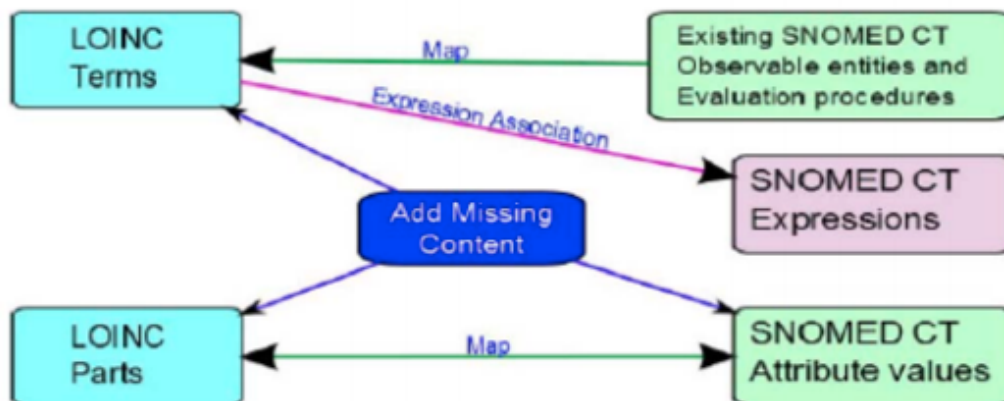 LOINC
Terms
Map
Existing SNOMED CT
Observable entities and
Evaluation procedures
Expression Association
SNOMED CT
Expressions
Add Missing
Content
LOINC
Parts
Map
SNOMED CT
Attribute values